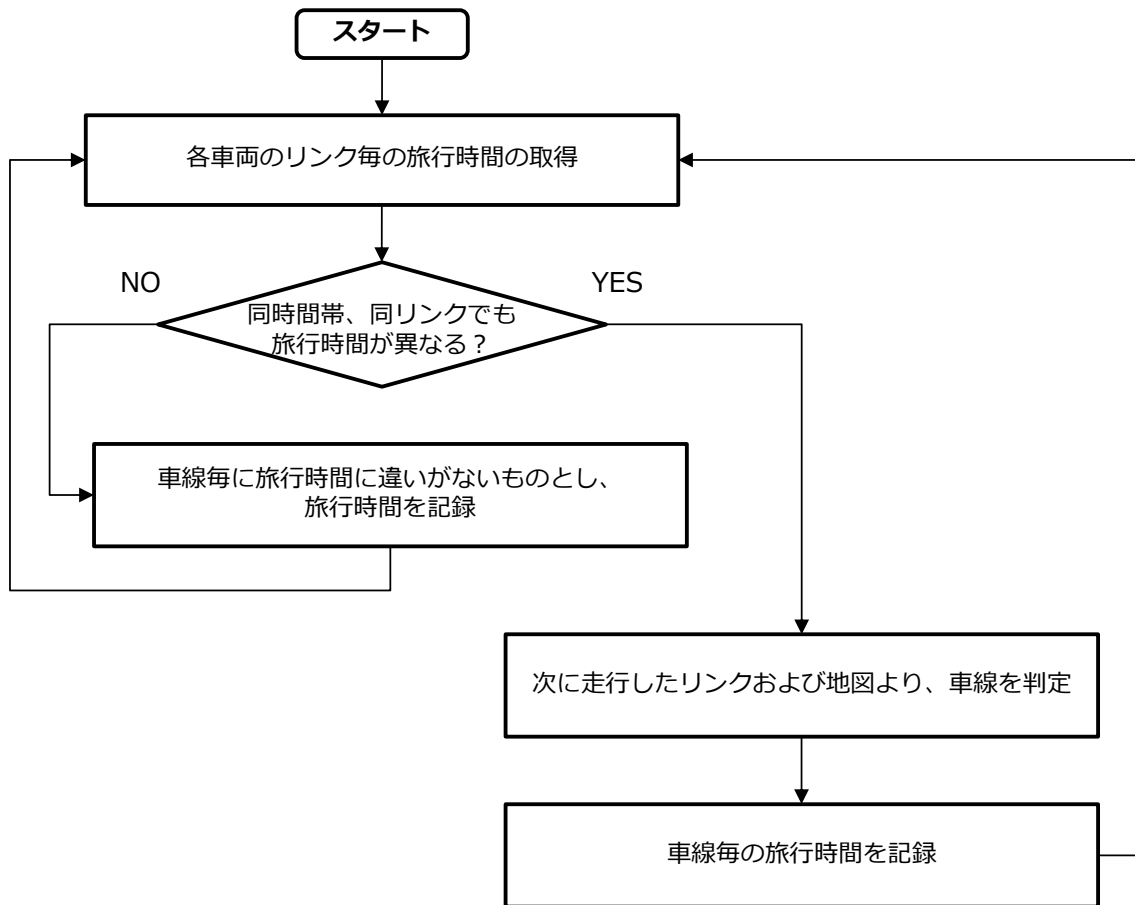 スタート
各車両のリンク毎の旅行時間の取得
NO
YES
同時間帯、同リンクでも
旅行時間が異なる？
車線毎に旅行時間に違いがないものとし、
旅行時間を記録
次に走行したリンクおよび地図より、車線を判定
車線毎の旅行時間を記録